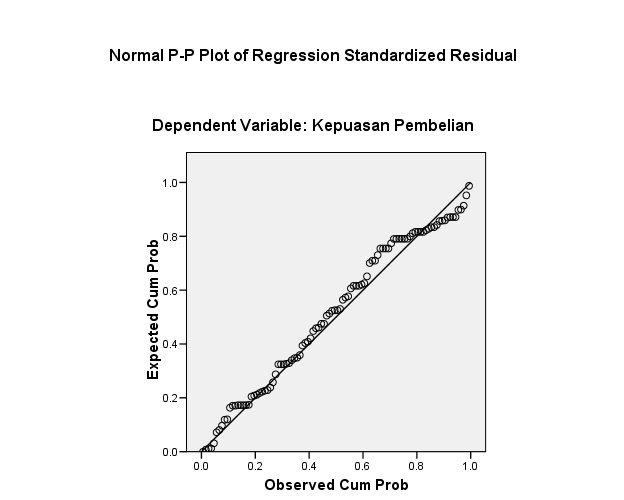 Normal P-P Plot of Regression Standardized Residual
Dependent Variable: Kepuasan Pembelian
Expected Cum Prob
1.0
0.8
0.6
0.4
0.2
0.0
0.0 0.2 0.4 0.6 0.8 1.0
Observed Cum Prob